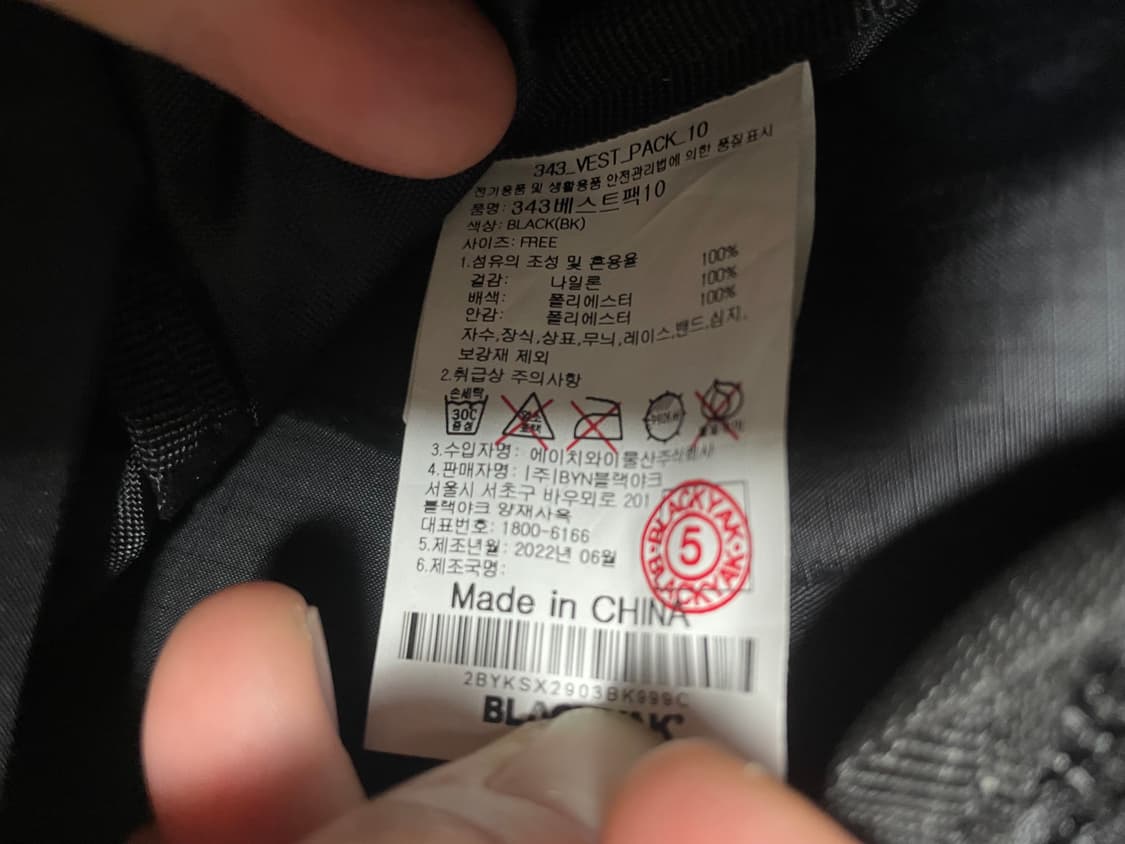 343_VEST_PACK_10
전기용품 및 생활용품 안전관리법에 의한 품질표시
품명: 343베스트팩10
색상: BLACK(BK)
사이즈: FREE
1.섬유의 조성 및 혼용율
겉감: 나일론 100%
배색: 폴리에스터 100%
안감: 폴리에스터 100%
자수,장식,상표,무늬,레이스,밴드,심지,
보강재 제외
2.취급상 주의사항
손세탁
30C
중성
염소
표백
3.수입자명: 에이치와이물산주식회사
4.판매자명: |주|BYN블랙야크
서울시 서초구 바우뫼로 201
블랙야크 양재사옥
대표번호: 1800-6166
5.제조년월: 2022년 06월
6.제조국명:
Made in CHINA
BLACKYAK·BLACKYAK·
5
2BYKSX2903BK999C
BLACKYAK